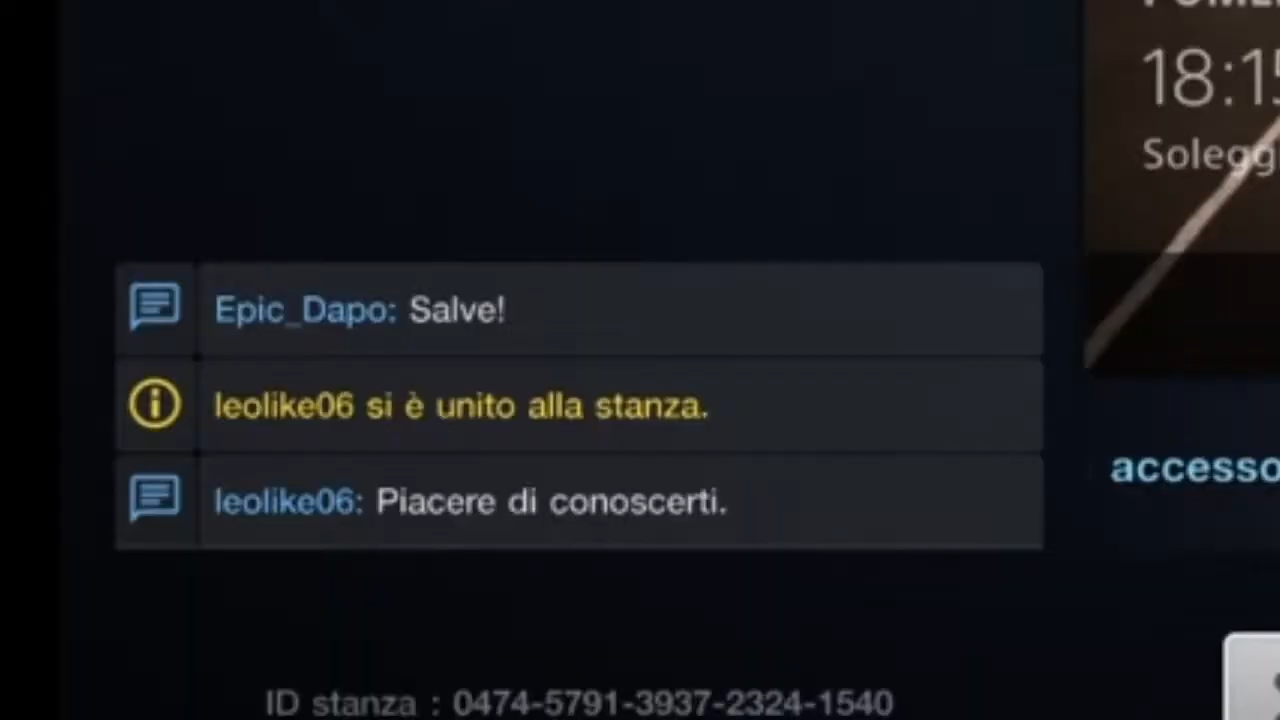 18:15
Epic_Dapo: Salve!
leolike06 si è unito alla stanza.
leolike06: Piacere di conoscerti.
accesso
ID stanza : 0474-5791-3937-2324-1540